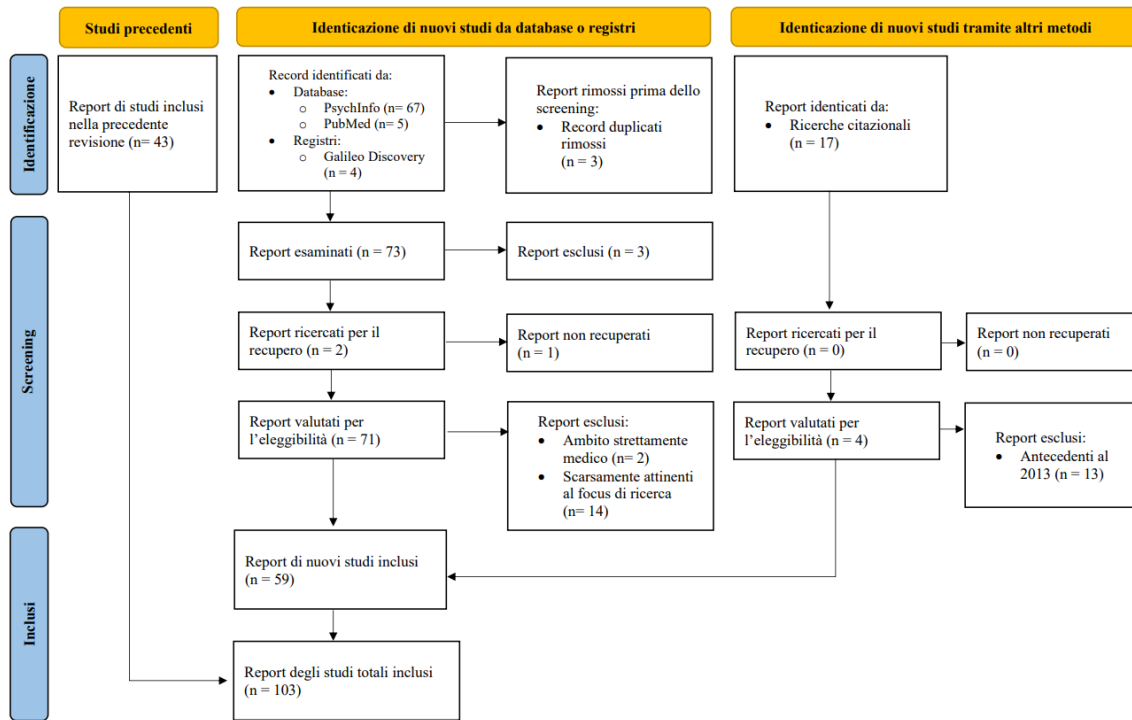 Studi precedenti
Identicazione di nuovi studi da database o registri
Identicazione di nuovi studi tramite altri metodi
Identificazione
Report di studi inclusi
nella precedente
revisione (n= 43)
Record identificati da:
• Database:
o PsychInfo (n= 67)
o PubMed (n= 5)
• Registri:
o Galileo Discovery
(n = 4)
Report rimossi prima dello
screening:
• Record duplicati
rimossi
(n = 3)
Report identicati da:
• Ricerche citazionali
(n = 17)
Screening
Report esaminati (n = 73)
Report esclusi (n = 3)
Report ricercati per il
recupero (n = 2)
Report non recuperati
(n = 1)
Report ricercati per il
recupero (n = 0)
Report non recuperati
(n = 0)
Report valutati per
l’eleggibilità (n = 71)
Report esclusi:
• Ambito strettamente
medico (n= 2)
• Scarsamente attinenti
al focus di ricerca
(n= 14)
Report valutati per
l’eleggibilità (n = 4)
Report esclusi:
• Antecedenti al
2013 (n = 13)
Inclusi
Report di nuovi studi inclusi
(n = 59)
Report degli studi totali inclusi
(n = 103)